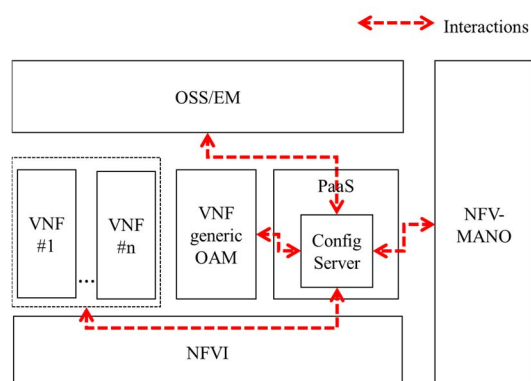 Interactions
OSS/EM
VNF
#1
...
VNF
#n
VNF
generic
OAM
PaaS
Config
Server
NFV-
MANO
NFVI